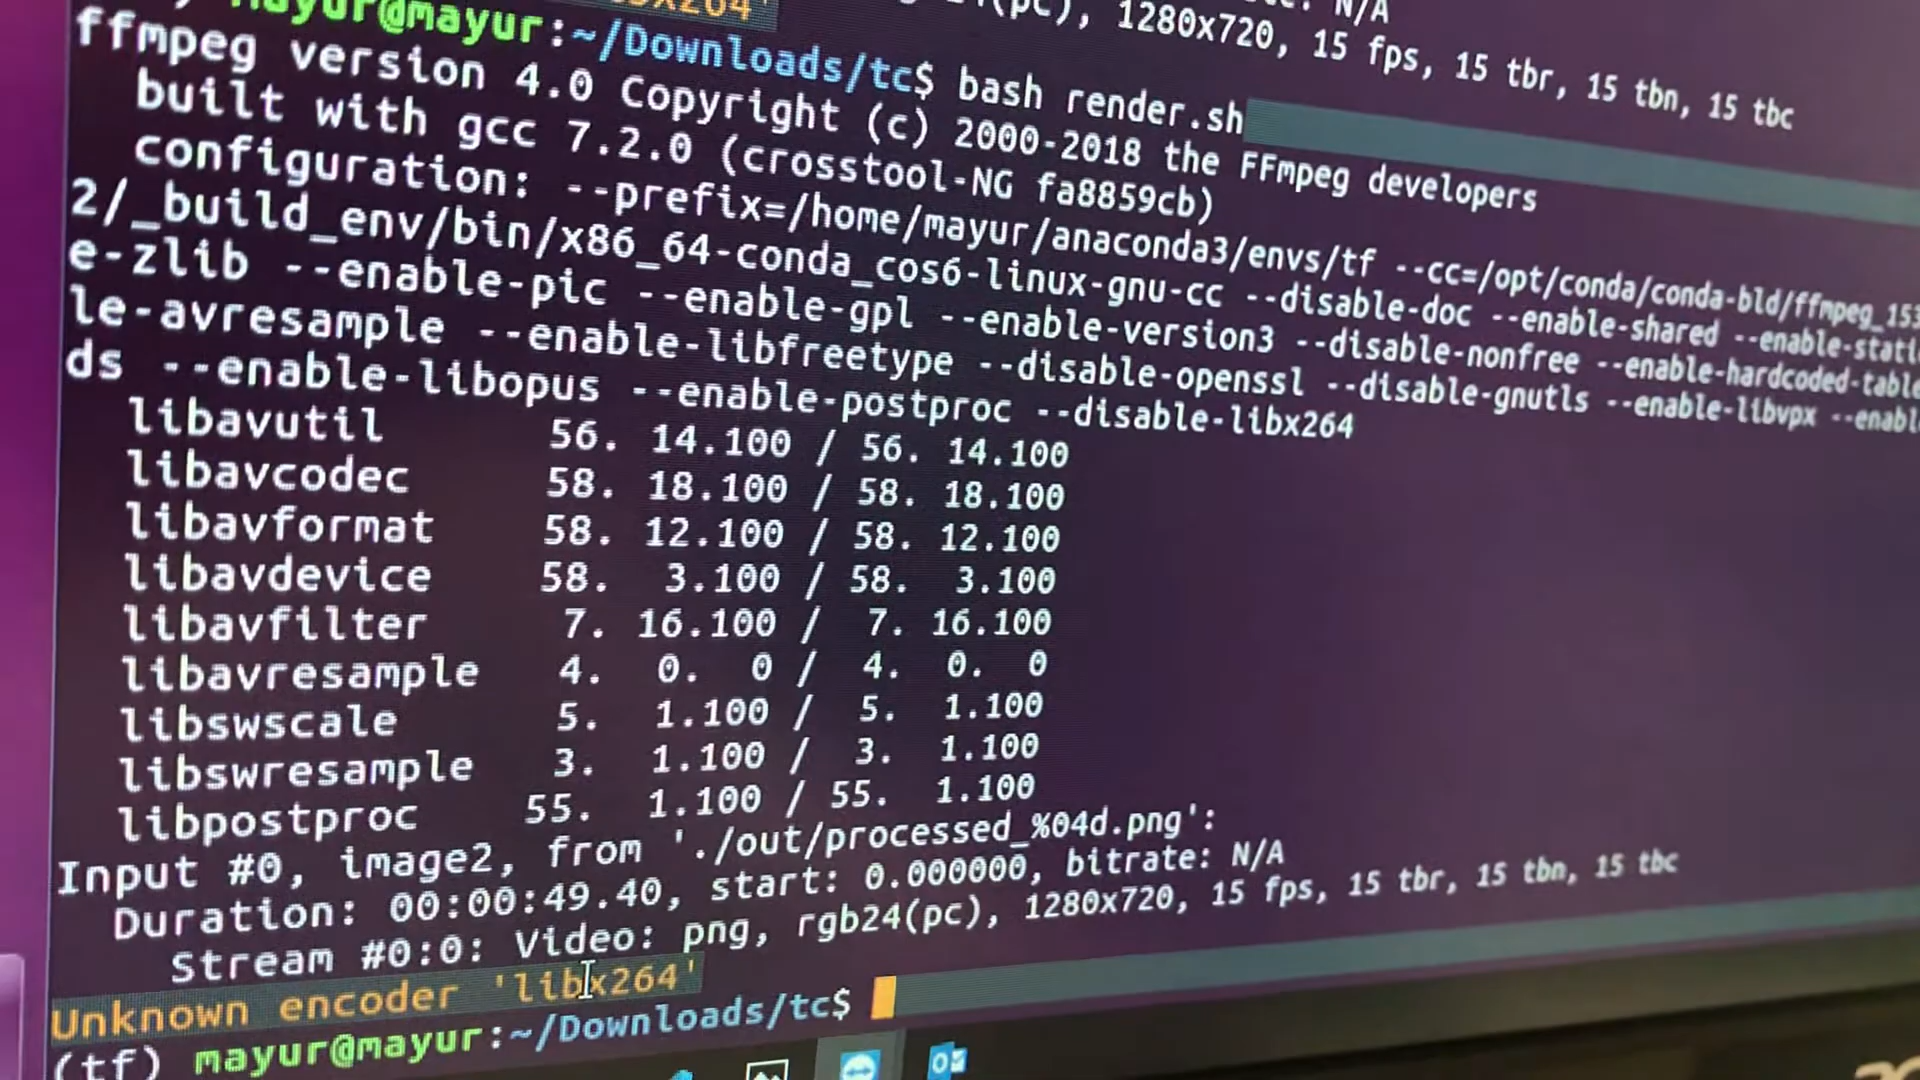 x264'
(pc), 1280x720, 15 fps, 15 tbr, 15 tbn, 15 tbc
N/A
mayur@mayur:~/Downloads/tc$ bash render.sh
ffmpeg version 4.0 Copyright (c) 2000-2018 the FFmpeg developers
built with gcc 7.2.0 (crosstool-NG fa8859cb)
configuration: --prefix=/home/mayur/anaconda3/envs/tf --cc=/opt/conda/conda-bld/ffmpeg_153
2/_build_env/bin/x86_64-conda_cos6-linux-gnu-cc --disable-doc --enable-shared --enable-stati
e-zlib --enable-pic --enable-gpl --enable-version3 --disable-nonfree --enable-hardcoded-table
le-avresample --enable-libfreetype --disable-openssl --disable-gnutls --enable-libvpx --enabl
ds --enable-libopus --enable-postproc --disable-libx264
libavutil 56. 14.100 / 56. 14.100
libavcodec 58. 18.100 / 58. 18.100
libavformat 58. 12.100 / 58. 12.100
libavdevice 58. 3.100 / 58. 3.100
libavfilter 7. 16.100 / 7. 16.100
libavresample 4. 0. 0 / 4. 0. 0
libswscale 5. 1.100 / 5. 1.100
libswresample 3. 1.100 / 3. 1.100
libpostproc 55. 1.100 / 55. 1.100
Input #0, image2, from './out/processed_%04d.png':
Duration: 00:00:49.40, start: 0.000000, bitrate: N/A
Stream #0:0: Video: png, rgb24(pc), 1280x720, 15 fps, 15 tbr, 15 tbn, 15 tbc
Unknown encoder 'libx264'
(tf) mayur@mayur:~/Downloads/tc$